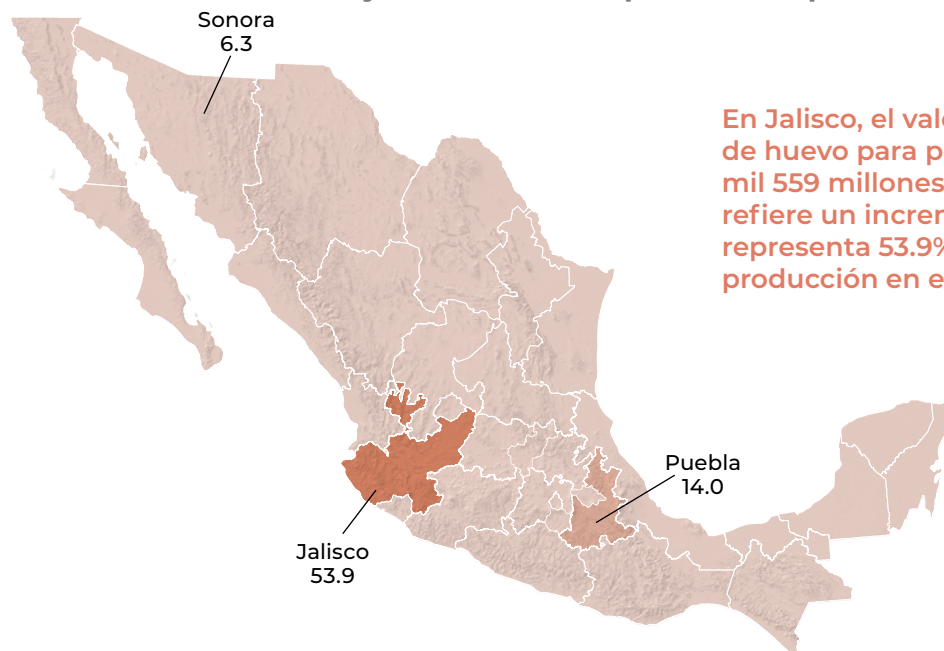 Sonora
6.3
En Jalisco, el val
de huevo para p
mil 559 millones
refiere un increm
representa 53.9%
producción en e
Puebla
14.0
Jalisco
53.9